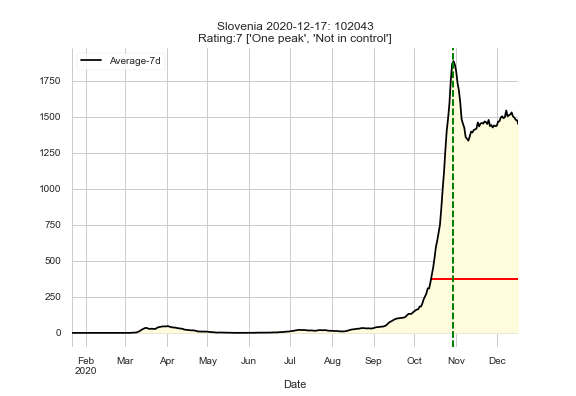 Slovenia 2020-12-17: 102043
Rating:7 ['One peak', 'Not in control']
Average-7d
1750
1500
1250
1000
750
500
250
0
Feb Mar Apr May Jun Jul Aug Sep Oct Nov Dec
2020
Date